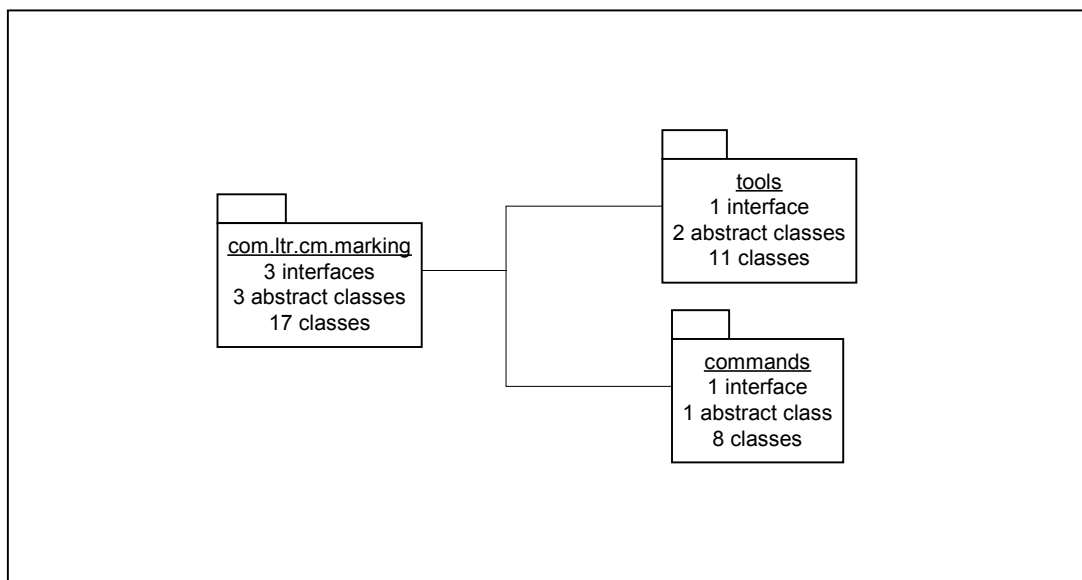 com.ltr.cm.marking
3 interfaces
3 abstract classes
17 classes
tools
1 interface
2 abstract classes
11 classes
commands
1 interface
1 abstract class
8 classes